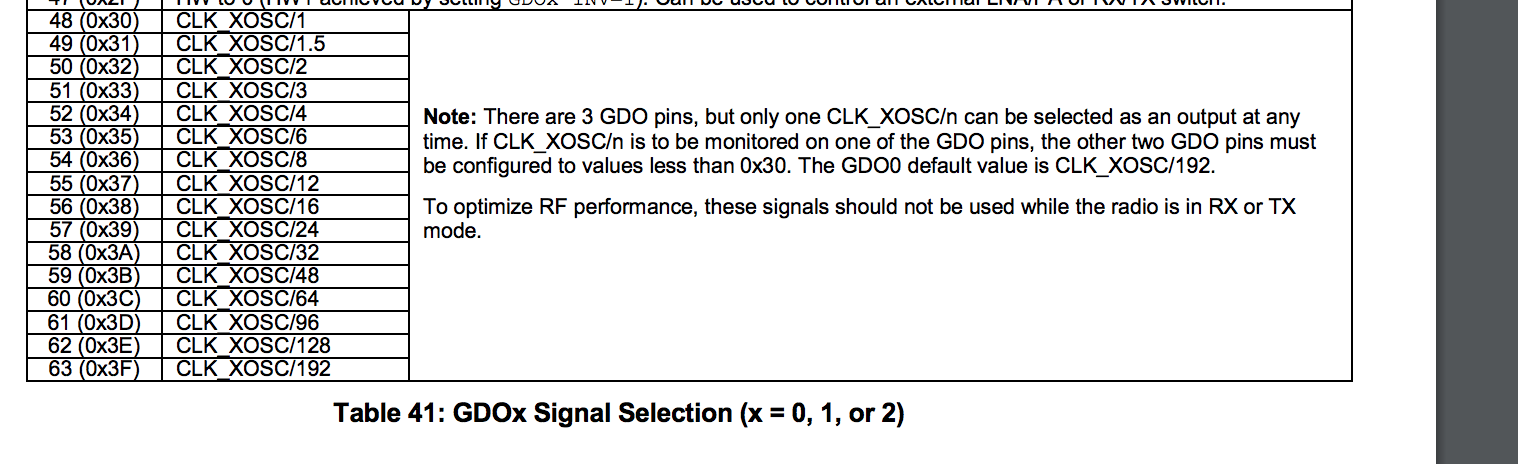 48 (0x30) CLK_XOSC/1
49 (0x31) CLK_XOSC/1.5
50 (0x32) CLK_XOSC/2
51 (0x33) CLK_XOSC/3
52 (0x34) CLK_XOSC/4
53 (0x35) CLK_XOSC/6
54 (0x36) CLK_XOSC/8
55 (0x37) CLK_XOSC/12
56 (0x38) CLK_XOSC/16
57 (0x39) CLK_XOSC/24
58 (0x3A) CLK_XOSC/32
59 (0x3B) CLK_XOSC/48
60 (0x3C) CLK_XOSC/64
61 (0x3D) CLK_XOSC/96
62 (0x3E) CLK_XOSC/128
63 (0x3F) CLK_XOSC/192
Note: There are 3 GDO pins, but only one CLK_XOSC/n can be selected as an output at any
time. If CLK_XOSC/n is to be monitored on one of the GDO pins, the other two GDO pins must
be configured to values less than 0x30. The GDO0 default value is CLK_XOSC/192.
To optimize RF performance, these signals should not be used while the radio is in RX or TX
mode.
Table 41: GDOx Signal Selection (x = 0, 1, or 2)